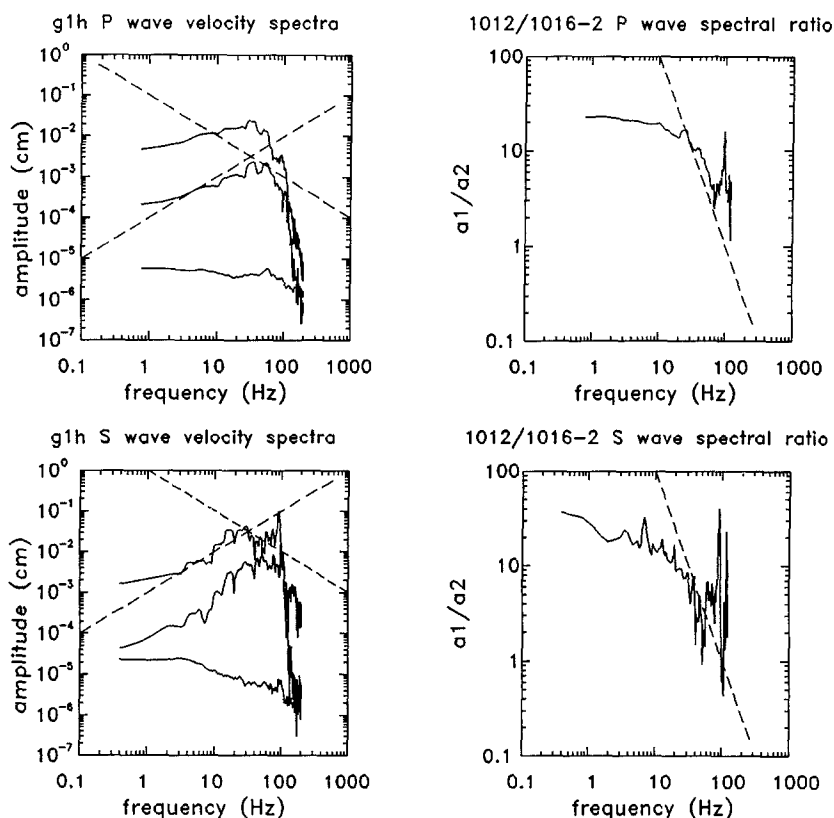 g1h P wave velocity spectra
10⁰
10⁻¹
10⁻²
10⁻³
10⁻⁴
10⁻⁵
10⁻⁶
10⁻⁷
amplitude (cm)
0.1 1 10 100 1000
frequency (Hz)
1012/1016-2 P wave spectral ratio
100
10
1
0.1
a1/a2
0.1 1 10 100 1000
frequency (Hz)
g1h S wave velocity spectra
10⁰
10⁻¹
10⁻²
10⁻³
10⁻⁴
10⁻⁵
10⁻⁶
10⁻⁷
amplitude (cm)
0.1 1 10 100 1000
frequency (Hz)
1012/1016-2 S wave spectral ratio
100
10
1
0.1
a1/a2
0.1 1 10 100 1000
frequency (Hz)